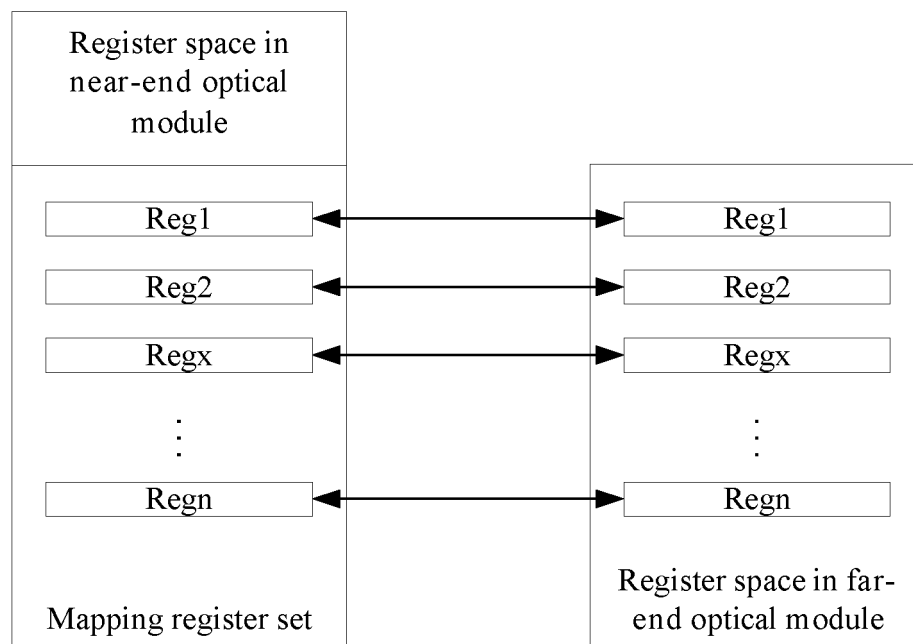 Register space in
near-end optical
module
Reg1
Reg2
Regx
Regn
Mapping register set
Reg1
Reg2
Regx
Regn
Register space in far-
end optical module